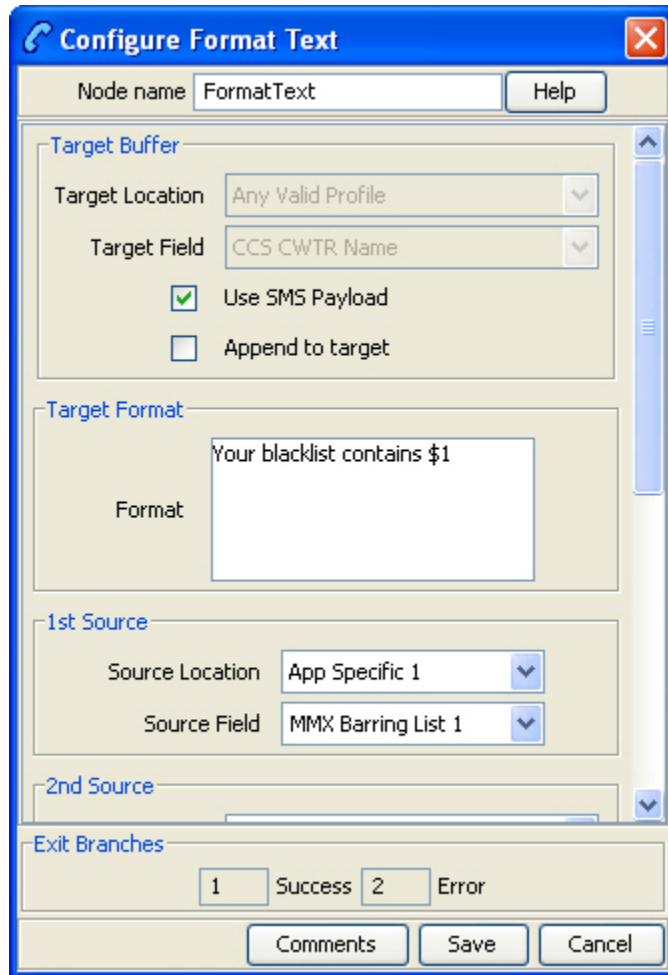 Configure Format Text
Node name FormatText Help
Target Buffer
Target Location Any Valid Profile
Target Field CCS CWTR Name
Use SMS Payload
Append to target
Target Format
Your blacklist contains $1
Format
1st Source
Source Location App Specific 1
Source Field MMX Barring List 1
2nd Source
Exit Branches
1 Success 2 Error
Comments Save Cancel